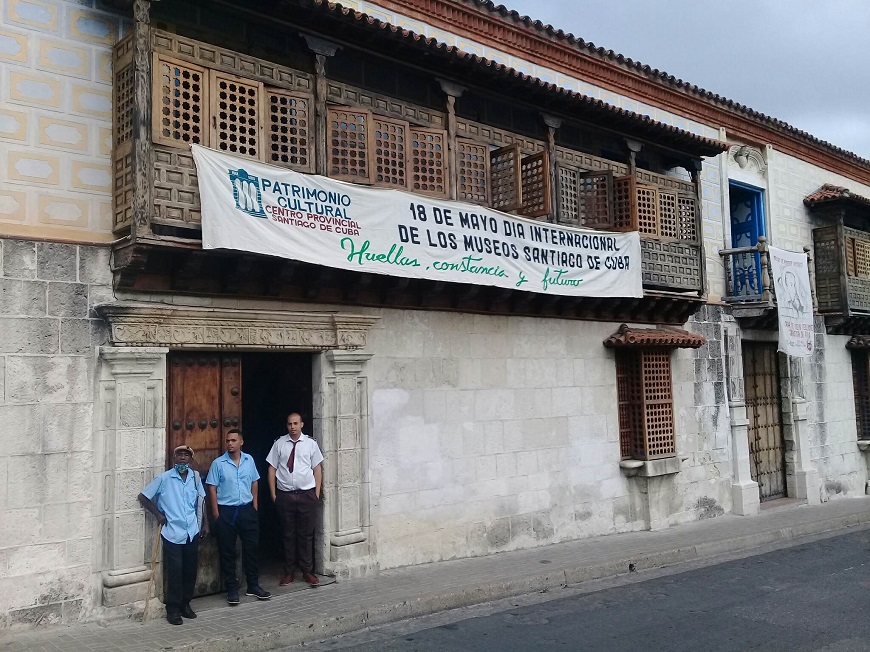 PATRIMONIO
CULTURAL
CENTRO PROVINCIAL
SANTIAGO DE CUBA
18 DE MAYO DIA INTERNACIONAL
DE LOS MUSEOS SANTIAGO DE CUBA
Huellas, constancia y futuro